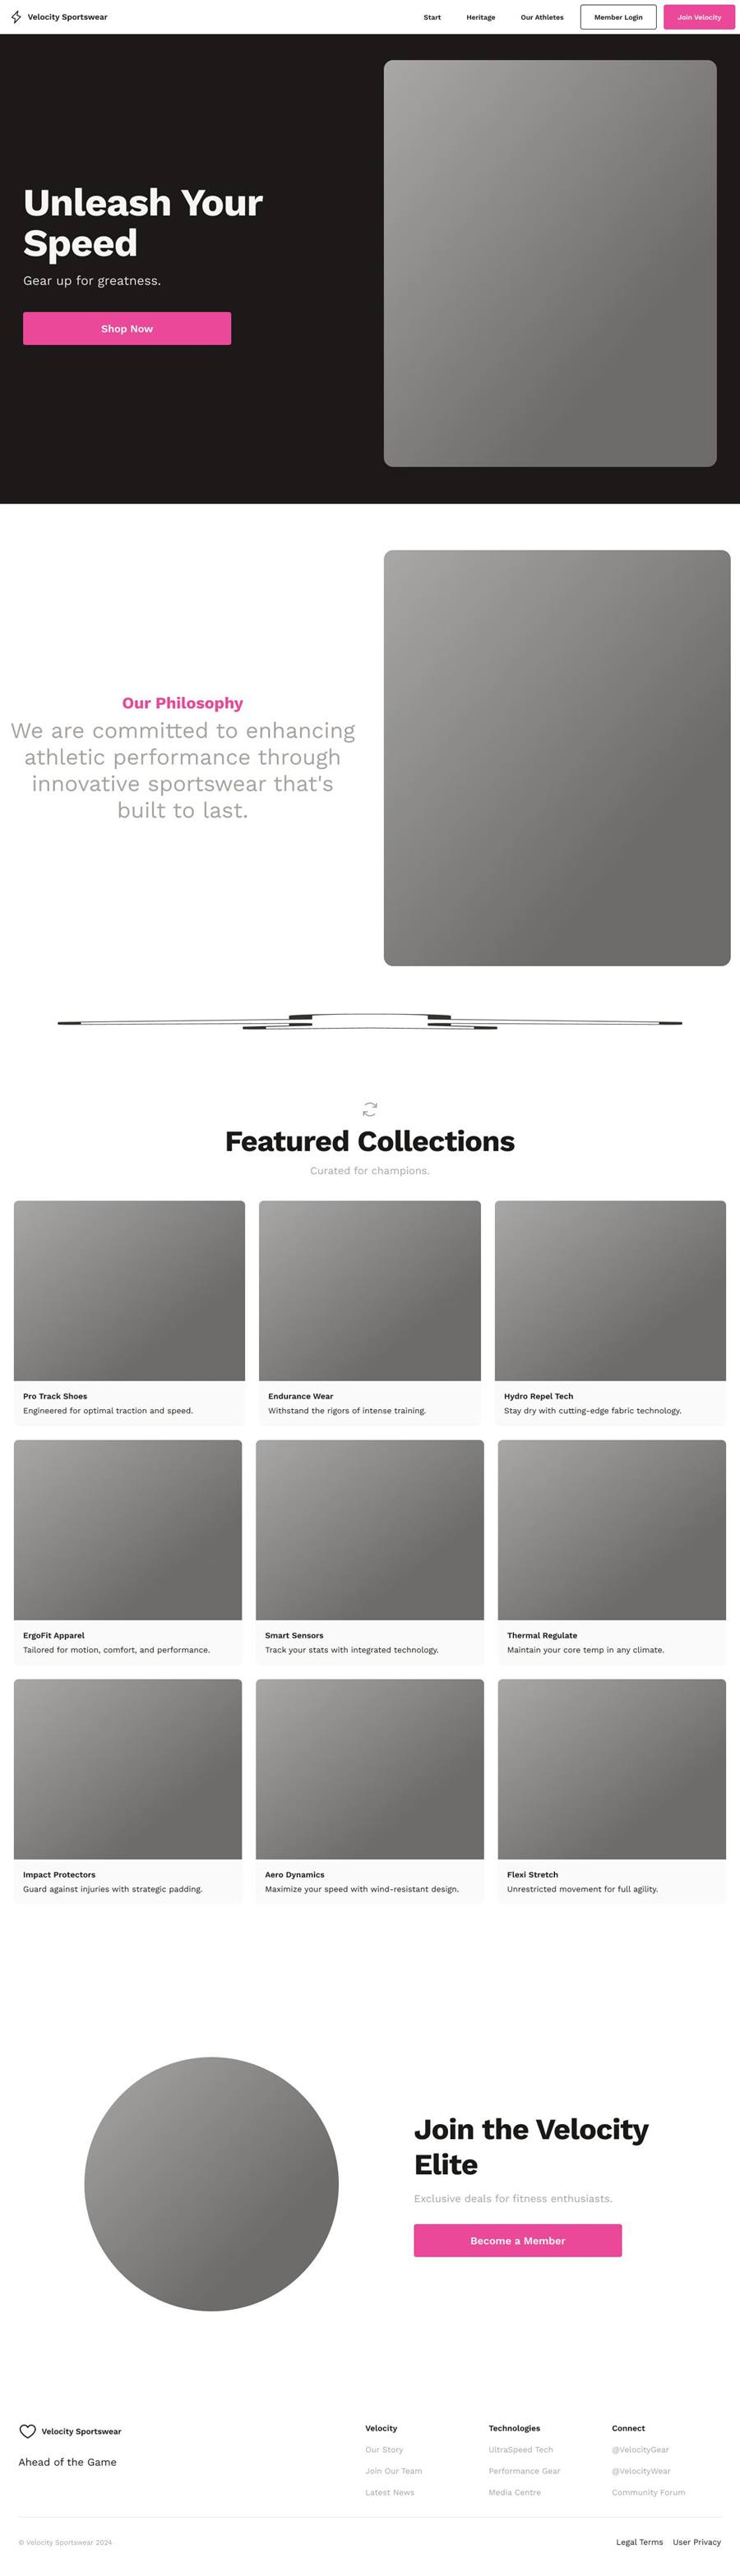 Velocity Sportswear
Start
Heritage
Our Athletes
Member Login
Join Velocity
Unleash Your
Speed
Gear up for greatness.
Shop Now
Our Philosophy
We are committed to enhancing
athletic performance through
innovative sportswear that's
built to last.
Featured Collections
Curated for champions.
Pro Track Shoes
Engineered for optimal traction and speed.
Endurance Wear
Withstand the rigors of intense training.
Hydro Repel Tech
Stay dry with cutting-edge fabric technology.
ErgoFit Apparel
Tailored for motion, comfort, and performance.
Smart Sensors
Track your stats with integrated technology.
Thermal Regulate
Maintain your core temp in any climate.
Impact Protectors
Guard against injuries with strategic padding.
Aero Dynamics
Maximize your speed with wind-resistant design.
Flexi Stretch
Unrestricted movement for full agility.
Join the Velocity
Elite
Exclusive deals for fitness enthusiasts.
Become a Member
Velocity Sportswear
Ahead of the Game
Velocity
Our Story
Join Our Team
Latest News
Technologies
UltraSpeed Tech
Performance Gear
Media Centre
Connect
@VelocityGear
@VelocityWear
Community Forum
© Velocity Sportswear 2024
Legal Terms
User Privacy